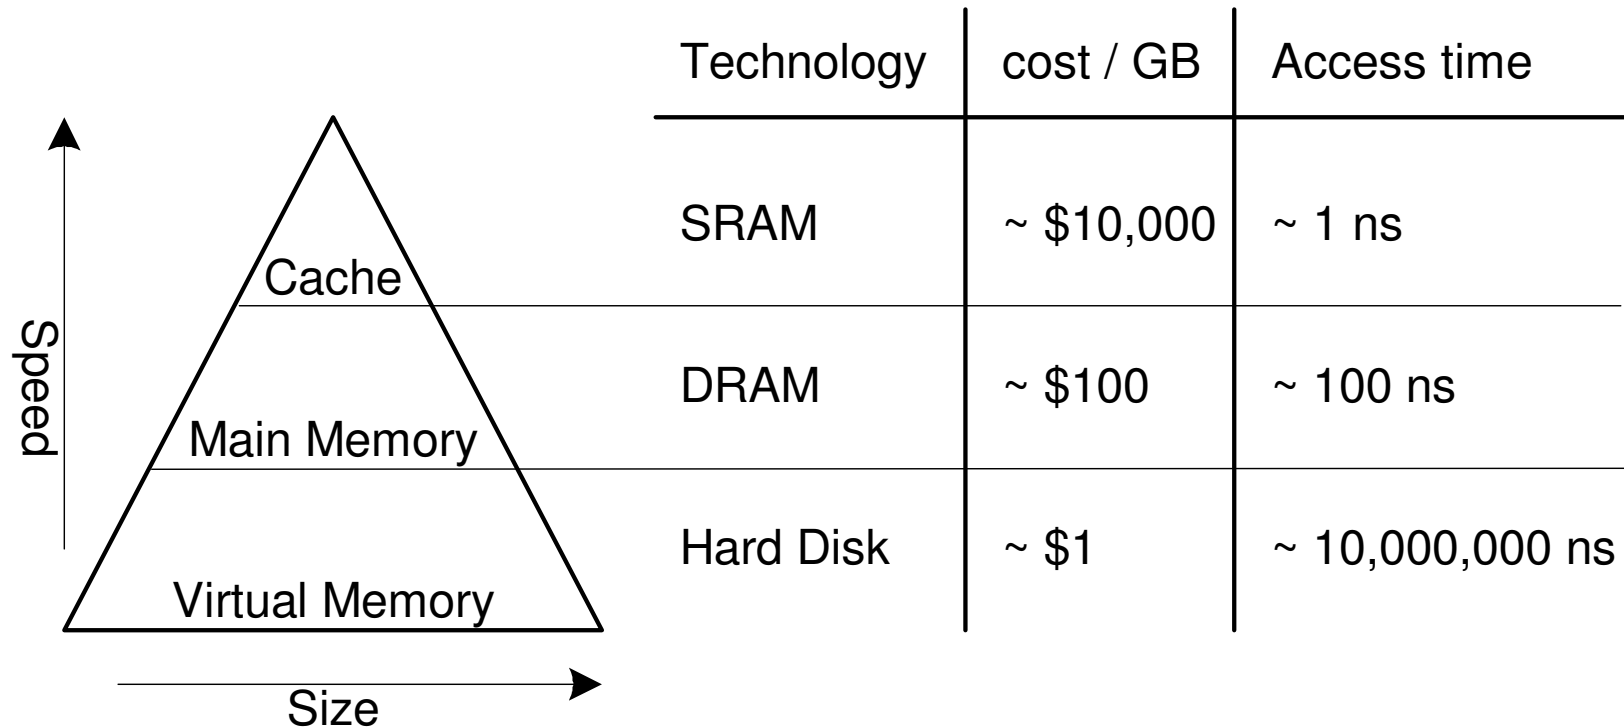 Technology cost / GB Access time
SRAM ~ $10,000 ~ 1 ns
Cache
Speed
DRAM ~ $100 ~ 100 ns
Main Memory
Hard Disk ~ $1 ~ 10,000,000 ns
Virtual Memory
Size